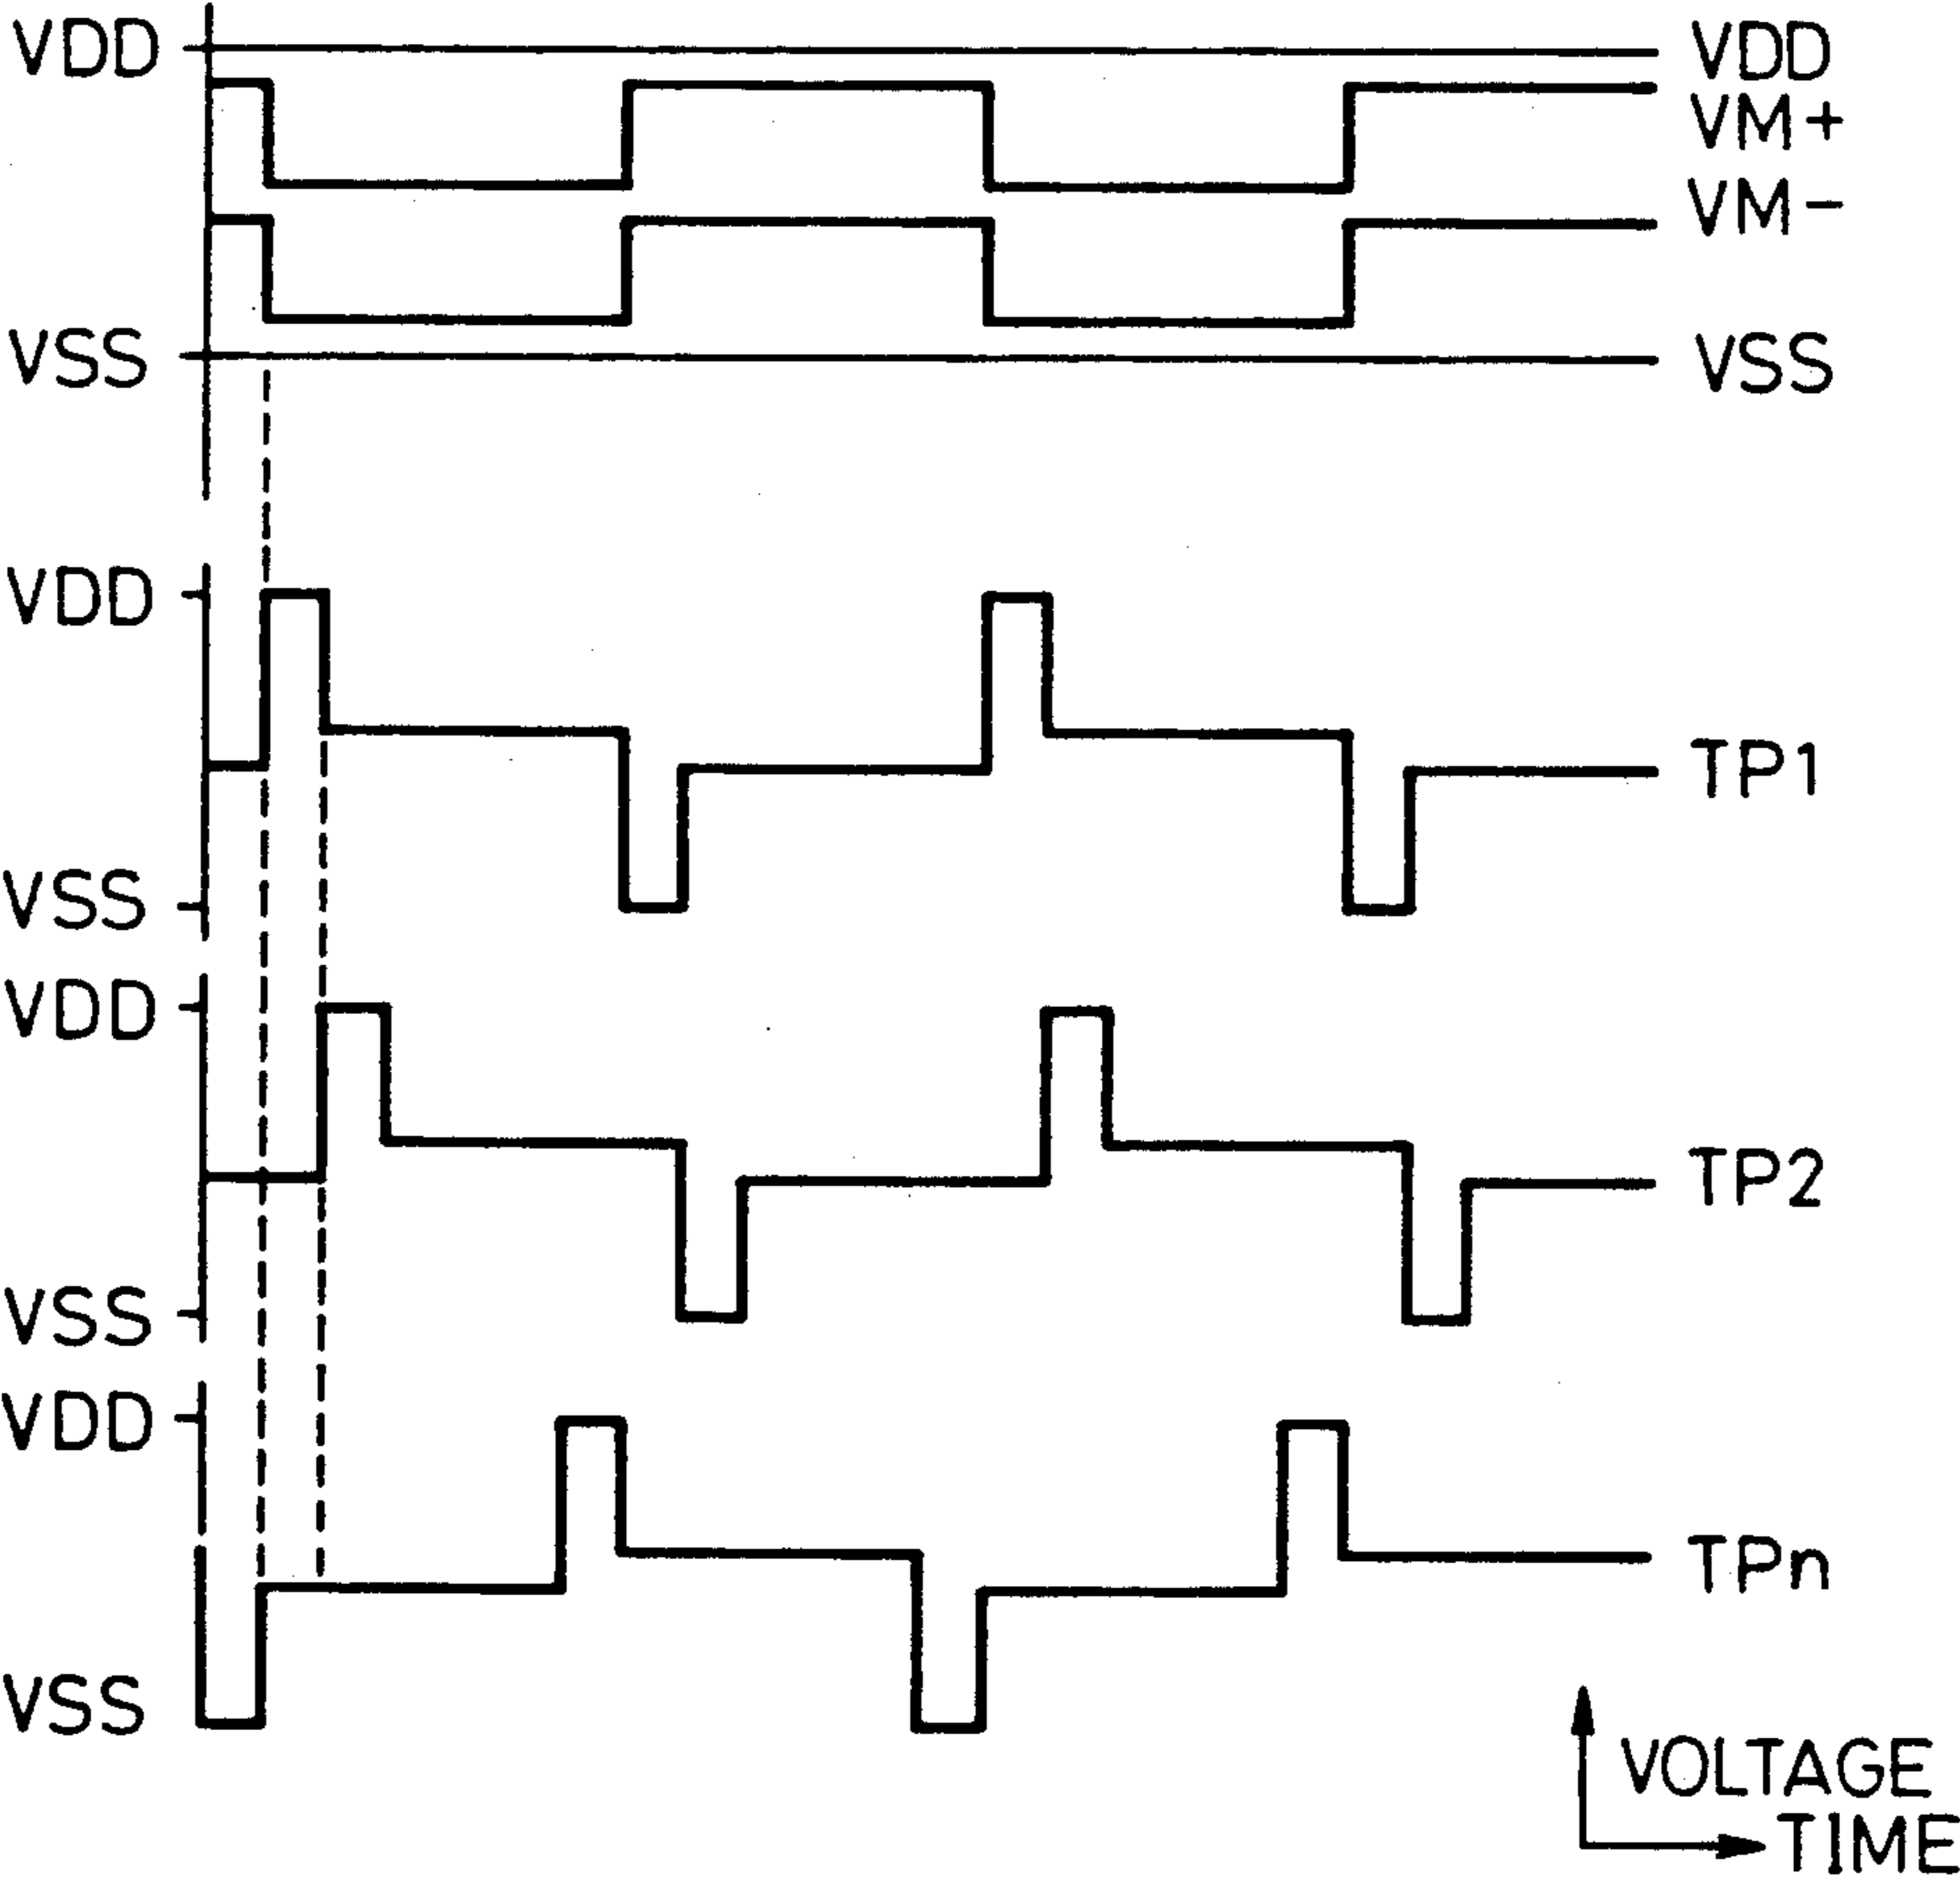 VDD
VDD
VM+
VM-
VSS
VSS
VDD
TP1
VSS
VDD
TP2
VSS
VDD
TPn
VSS
VOLTAGE
TIME